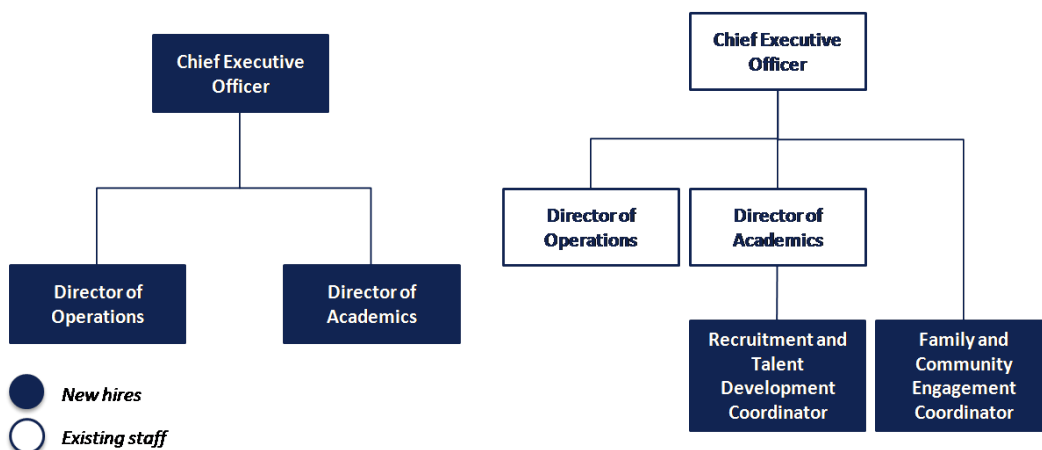 Chief Executive
Officer
Director of
Operations
Director of
Academics
New hires
Existing staff
Chief Executive
Officer
Director of
Operations
Director of
Academics
Recruitment and
Talent
Development
Coordinator
Family and
Community
Engagement
Coordinator